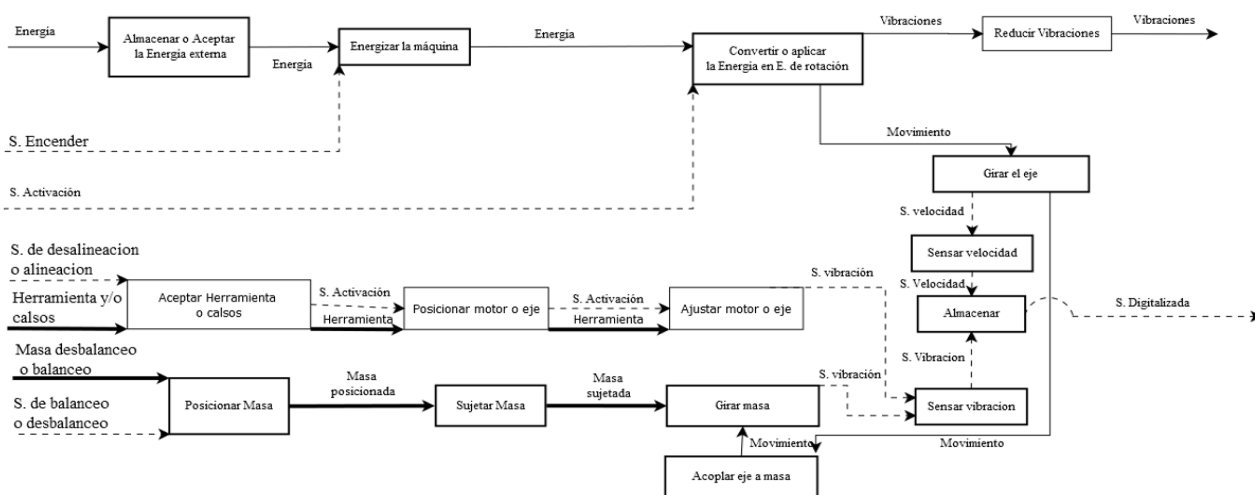 Energía
Almacenar o Aceptar
la Energía externa
Energía
Energizar la máquina
Energía
Convertir o aplicar
la Energía en E. de rotación
Vibraciones
Reducir Vibraciones
Vibraciones
S. Encender
S. Activación
Movimiento
Girar el eje
S. velocidad
Sensar velocidad
S. Velocidad
Almacenar
S. Digitalizada
S. Vibracion
Sensar vibracion
S. de desalineacion
o alineacion
Herramienta y/o
calsos
Aceptar Herramienta
o calsos
S. Activación
Herramienta
Posicionar motor o eje
S. Activación
Herramienta
Ajustar motor o eje
S. vibración
Masa desbalanceo
o balanceo
S. de balanceo
o desbalanceo
Posicionar Masa
Masa
posicionada
Sujetar Masa
Masa
sujetada
Girar masa
S. vibración
Movimiento
Movimiento
Acoplar eje a masa